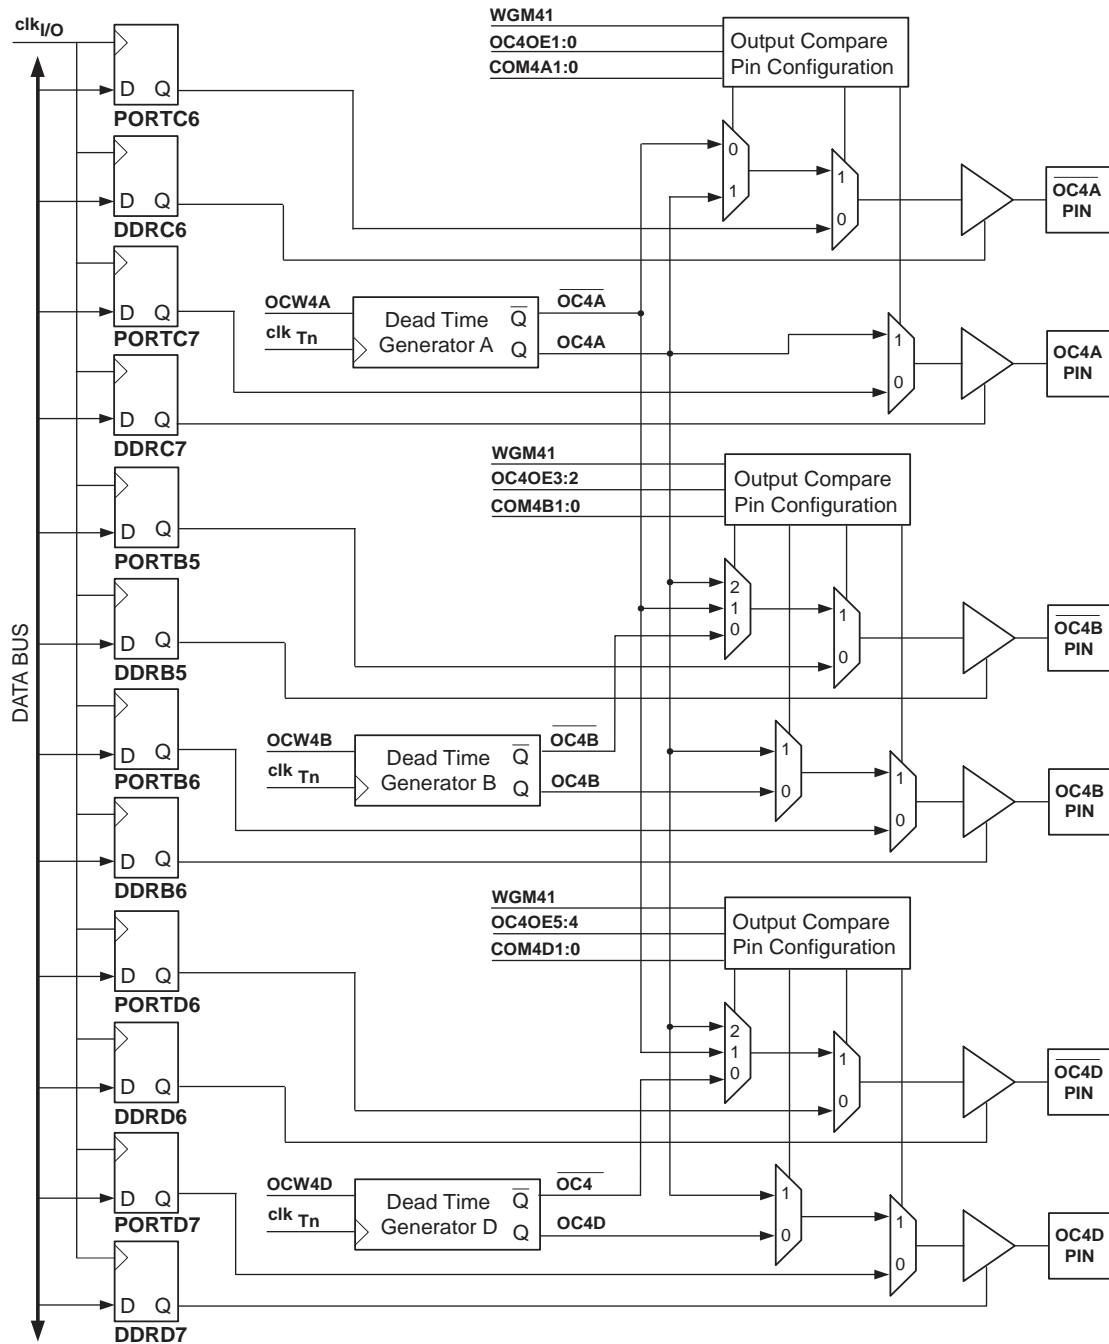 clkI/O
D Q
PORTC6
D Q
DDRC6
D Q
PORTC7
D Q
DDRC7
D Q
PORTB5
D Q
DDRB5
D Q
PORTB6
D Q
DDRB6
D Q
PORTD6
D Q
DDRD6
D Q
PORTD7
D Q
DDRD7
DATA BUS
WGM41
OC4OE1:0
COM4A1:0
Output Compare
Pin Configuration
0
1
1
0
OC4A
PIN
OCW4A
clk Tn
Dead Time
Generator A
Q
Q
OC4A
OC4A
1
0
OC4A
PIN
WGM41
OC4OE3:2
COM4B1:0
Output Compare
Pin Configuration
2
1
0
1
0
OC4B
PIN
OCW4B
clk Tn
Dead Time
Generator B
Q
Q
OC4B
OC4B
1
0
1
0
OC4B
PIN
WGM41
OC4OE5:4
COM4D1:0
Output Compare
Pin Configuration
2
1
0
1
0
OC4D
PIN
OCW4D
clk Tn
Dead Time
Generator D
Q
Q
OC4
OC4D
1
0
1
0
OC4D
PIN